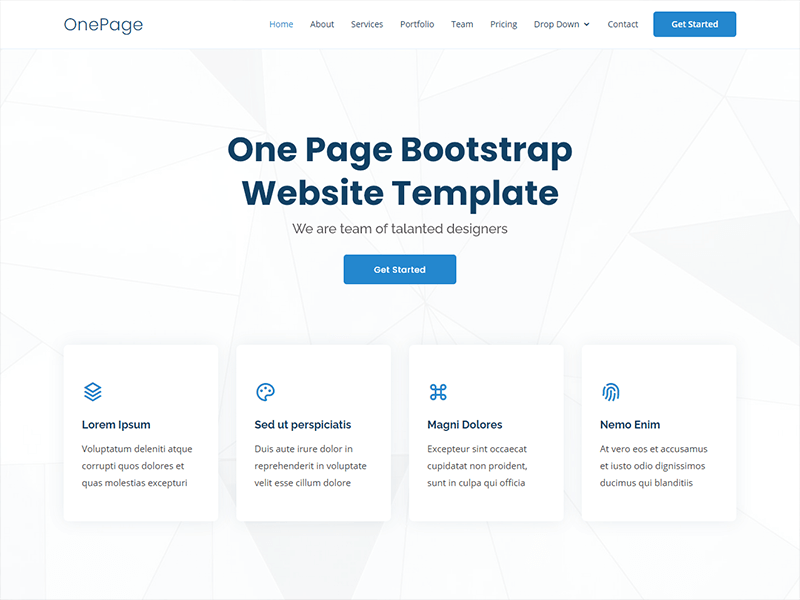 OnePage
Home About Services Portfolio Team Pricing Drop Down Contact Get Started
One Page Bootstrap
Website Template
We are team of talanted designers
Get Started
Lorem Ipsum
Voluptatum deleniti atque
corrupti quos dolores et
quas molestias excepturi
Sed ut perspiciatis
Duis aute irure dolor in
reprehenderit in voluptate
velit esse cillum dolore
Magni Dolores
Excepteur sint occaecat
cupidatat non proident,
sunt in culpa qui officia
Nemo Enim
At vero eos et accusamus
et iusto odio dignissimos
ducimus qui blanditiis